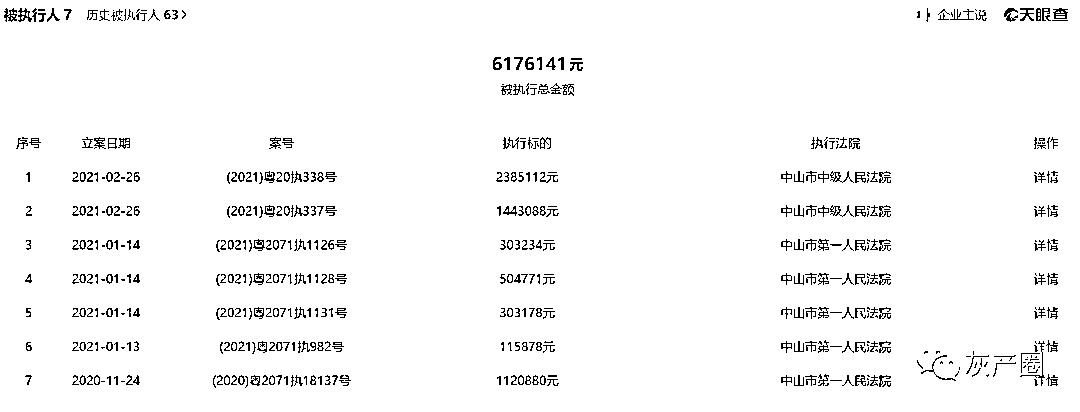 被执行人 7 历史被执行人 63 > 企业主说 天眼查
6176141元
被执行总金额
序号 立案日期 案号 执行标的 执行法院 操作
1 2021-02-26 (2021)粤20执338号 2385112元 中山市中级人民法院 详情
2 2021-02-26 (2021)粤20执337号 1443088元 中山市中级人民法院 详情
3 2021-01-14 (2021)粤2071执1126号 303234元 中山市第一人民法院 详情
4 2021-01-14 (2021)粤2071执1128号 504771元 中山市第一人民法院 详情
5 2021-01-14 (2021)粤2071执1131号 303178元 中山市第一人民法院 详情
6 2021-01-13 (2021)粤2071执982号 115878元 中山市第一人民法院 详情
7 2020-11-24 (2020)粤2071执18137号 1120880元 中山市第一人民法院 详情
灰产圈